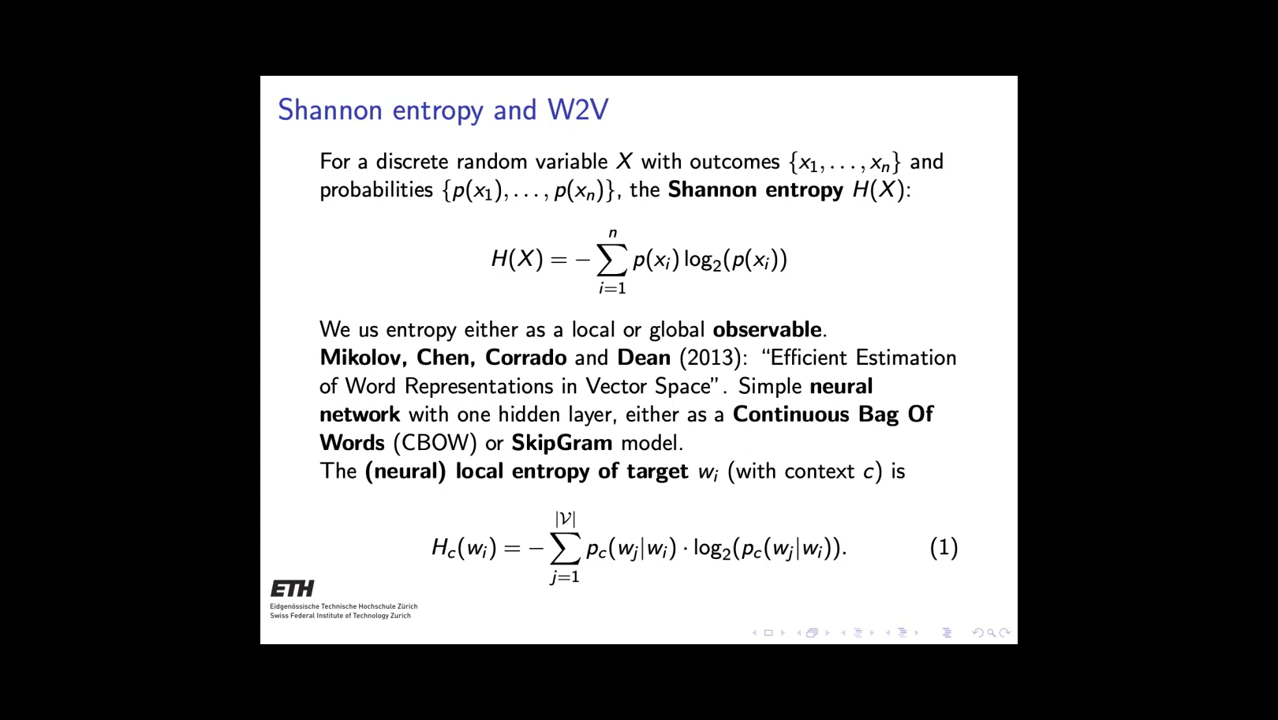 Shannon entropy and W2V
For a discrete random variable X with outcomes {x₁, . . . , xₙ} and
probabilities {p(x₁), . . . , p(xₙ)}, the Shannon entropy H(X):
H(X) = − ∑_{i=1}^{n} p(xᵢ) log₂(p(xᵢ))
We us entropy either as a local or global observable.
Mikolov, Chen, Corrado and Dean (2013): “Efficient Estimation
of Word Representations in Vector Space”. Simple neural
network with one hidden layer, either as a Continuous Bag Of
Words (CBOW) or SkipGram model.
The (neural) local entropy of target wᵢ (with context c) is
H_c(wᵢ) = − ∑_{j=1}^{|𝒱|} p_c(wⱼ|wᵢ) · log₂(p_c(wⱼ|wᵢ)). (1)
ETH
Eidgenössische Technische Hochschule Zürich
Swiss Federal Institute of Technology Zurich